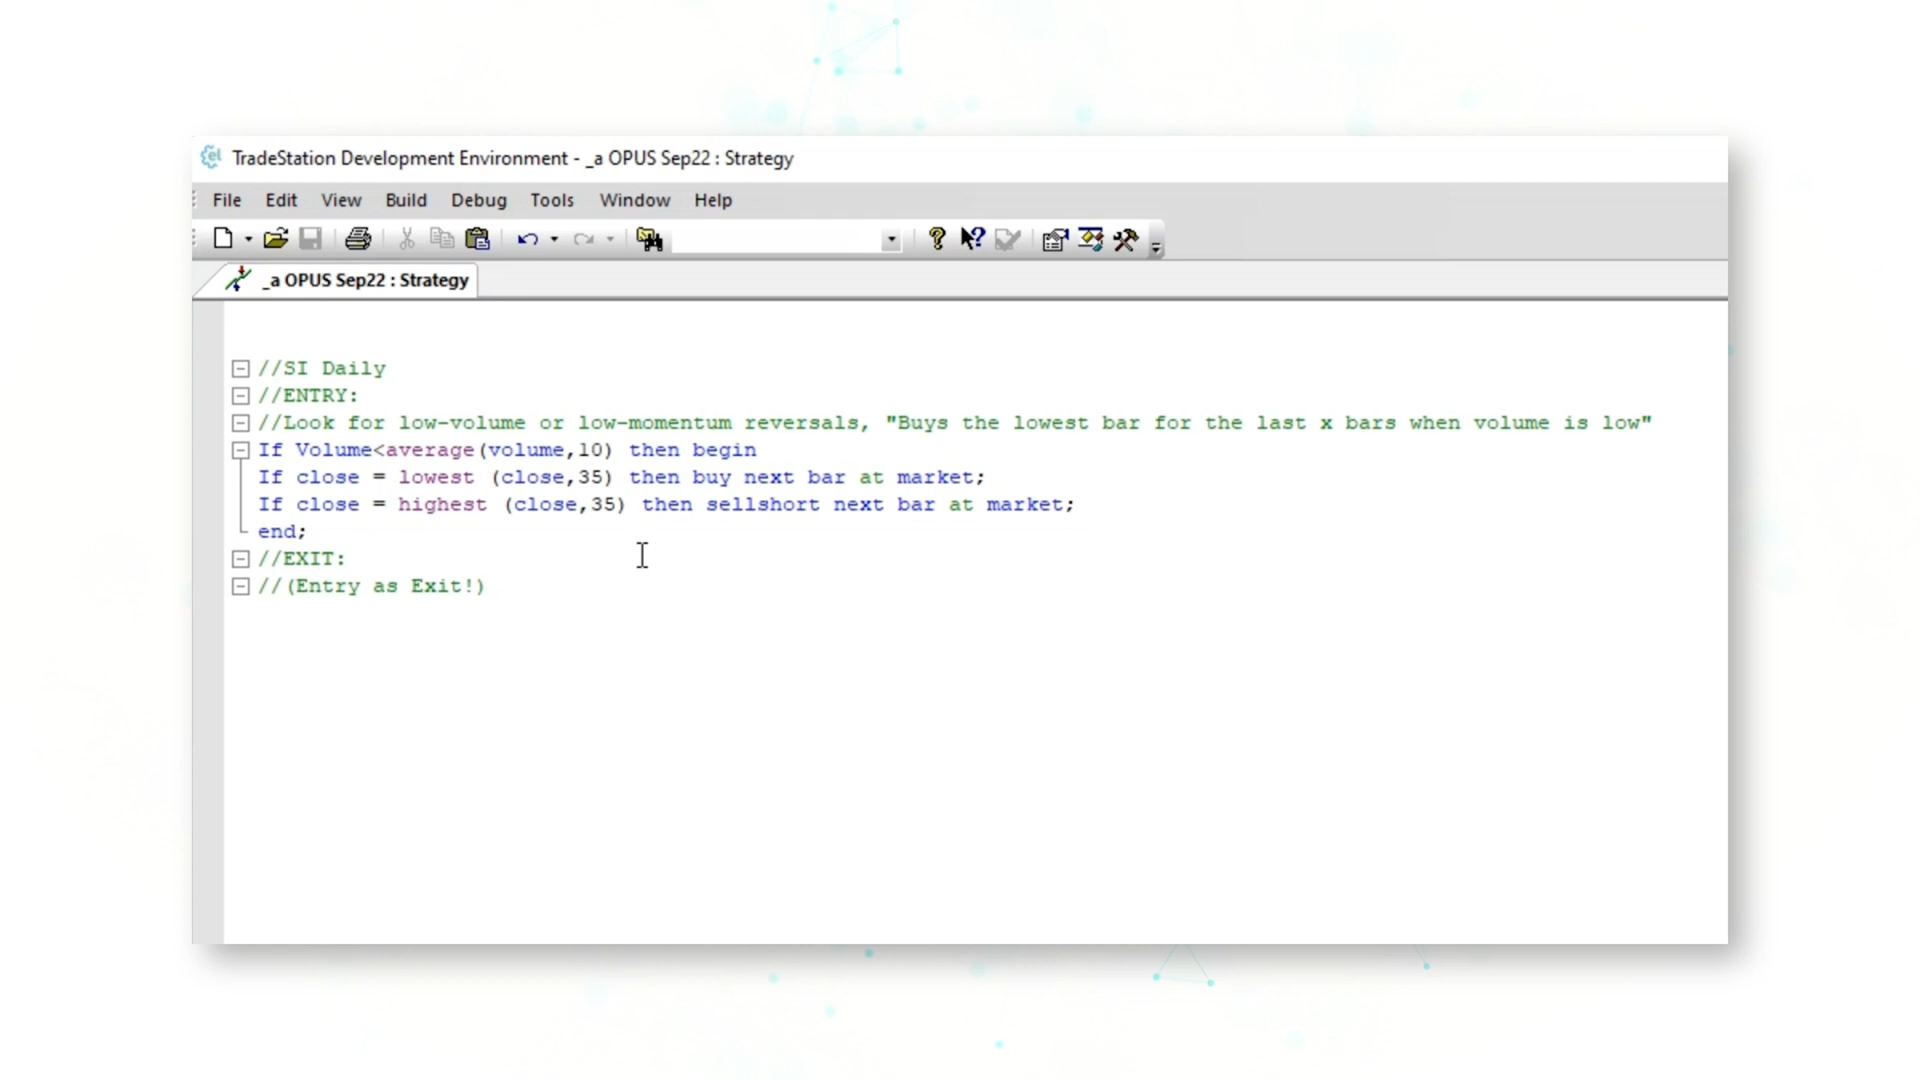 TradeStation Development Environment - _a OPUS Sep22 : Strategy
File Edit View Build Debug Tools Window Help
_a OPUS Sep22 : Strategy
//SI Daily
//ENTRY:
//Look for low-volume or low-momentum reversals, "Buys the lowest bar for the last x bars when volume is low"
If Volume<average(volume,10) then begin
If close = lowest (close,35) then buy next bar at market;
If close = highest (close,35) then sellshort next bar at market;
end;
//EXIT:
//(Entry as Exit!)